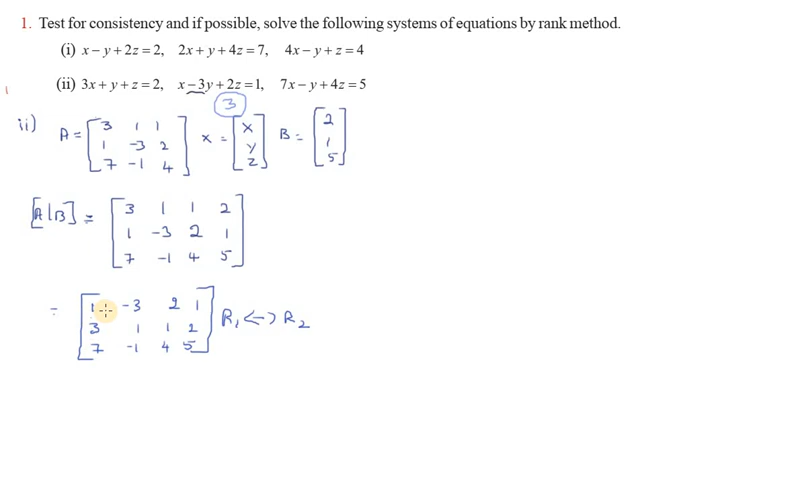 1. Test for consistency and if possible, solve the following systems of equations by rank method.
(i) x − y + 2z = 2, 2x + y + 4z = 7, 4x − y + z = 4
(ii) 3x + y + z = 2, x − 3y + 2z = 1, 7x − y + 4z = 5
3
ii) A = [3 1 1 x = [x B = [2
1 -3 2 y 1
7 -1 4] z] 5]
[A|B] = [3 1 1 2
1 -3 2 1
7 -1 4 5]
= [1 -3 2 1
3 1 1 2
7 -1 4 5] R₁ <-> R₂